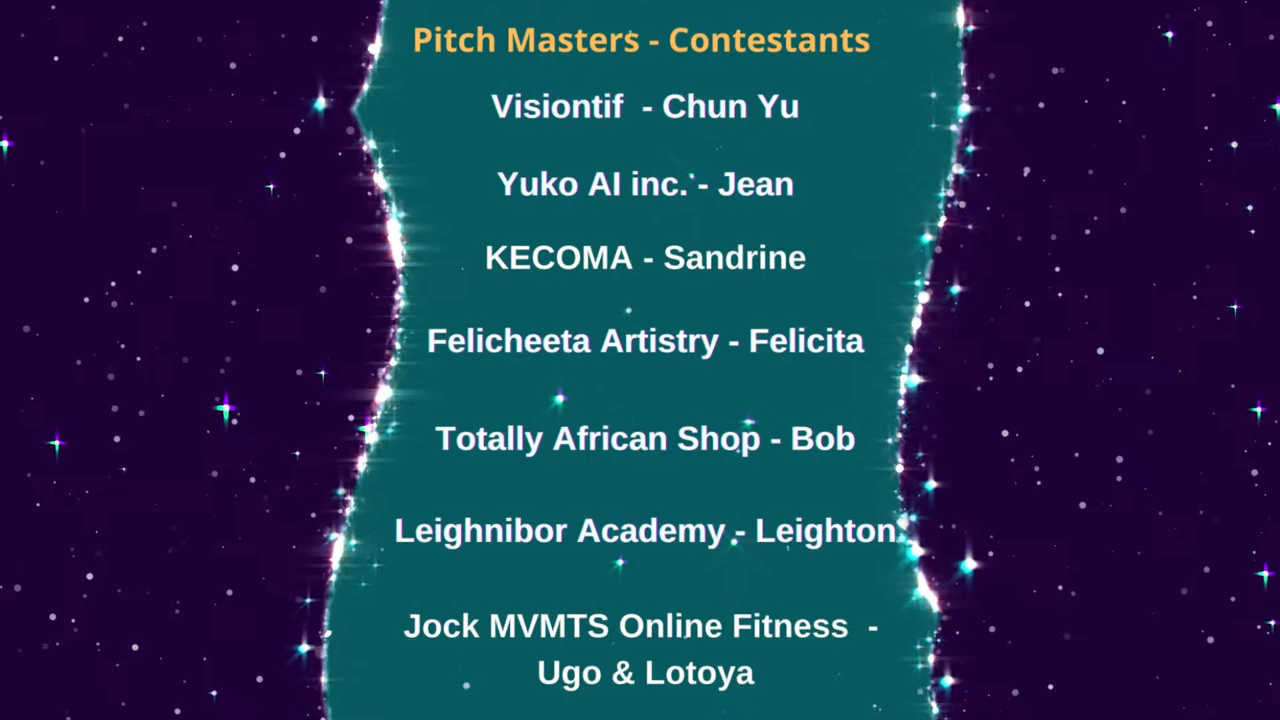 Pitch Masters - Contestants
Visiontif - Chun Yu
Yuko AI inc. - Jean
KECOMA - Sandrine
Felicheeta Artistry - Felicita
Totally African Shop - Bob
Leighnibor Academy - Leighton
Jock MVMTS Online Fitness -
Ugo & Lotoya